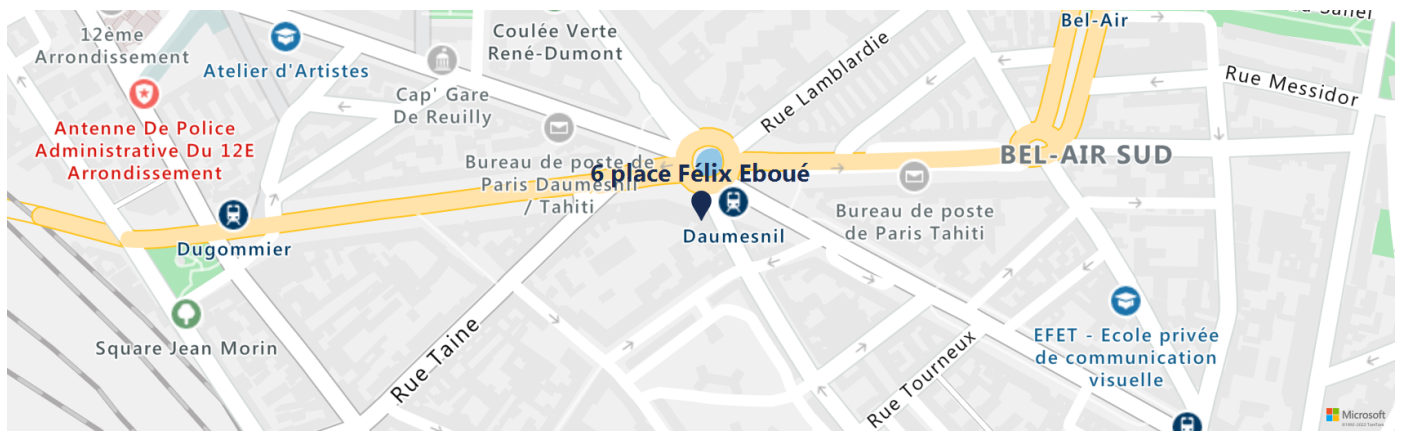 12ème
Arrondissement
Atelier d'Artistes
Coulée Verte
René-Dumont
Bel-Air
Rue Lamblardie
Rue Messidor
Cap' Gare
De Reuilly
Antenne De Police
Administrative Du 12E
Arrondissement
Bureau de poste de
Paris Daumesnil
/ Tahiti
6 place Félix Eboué
BEL-AIR SUD
Dugommier
Daumesnil
Bureau de poste
de Paris Tahiti
Square Jean Morin
Rue Taine
Rue Tourneux
EFET - Ecole privée
de communication
visuelle
Microsoft